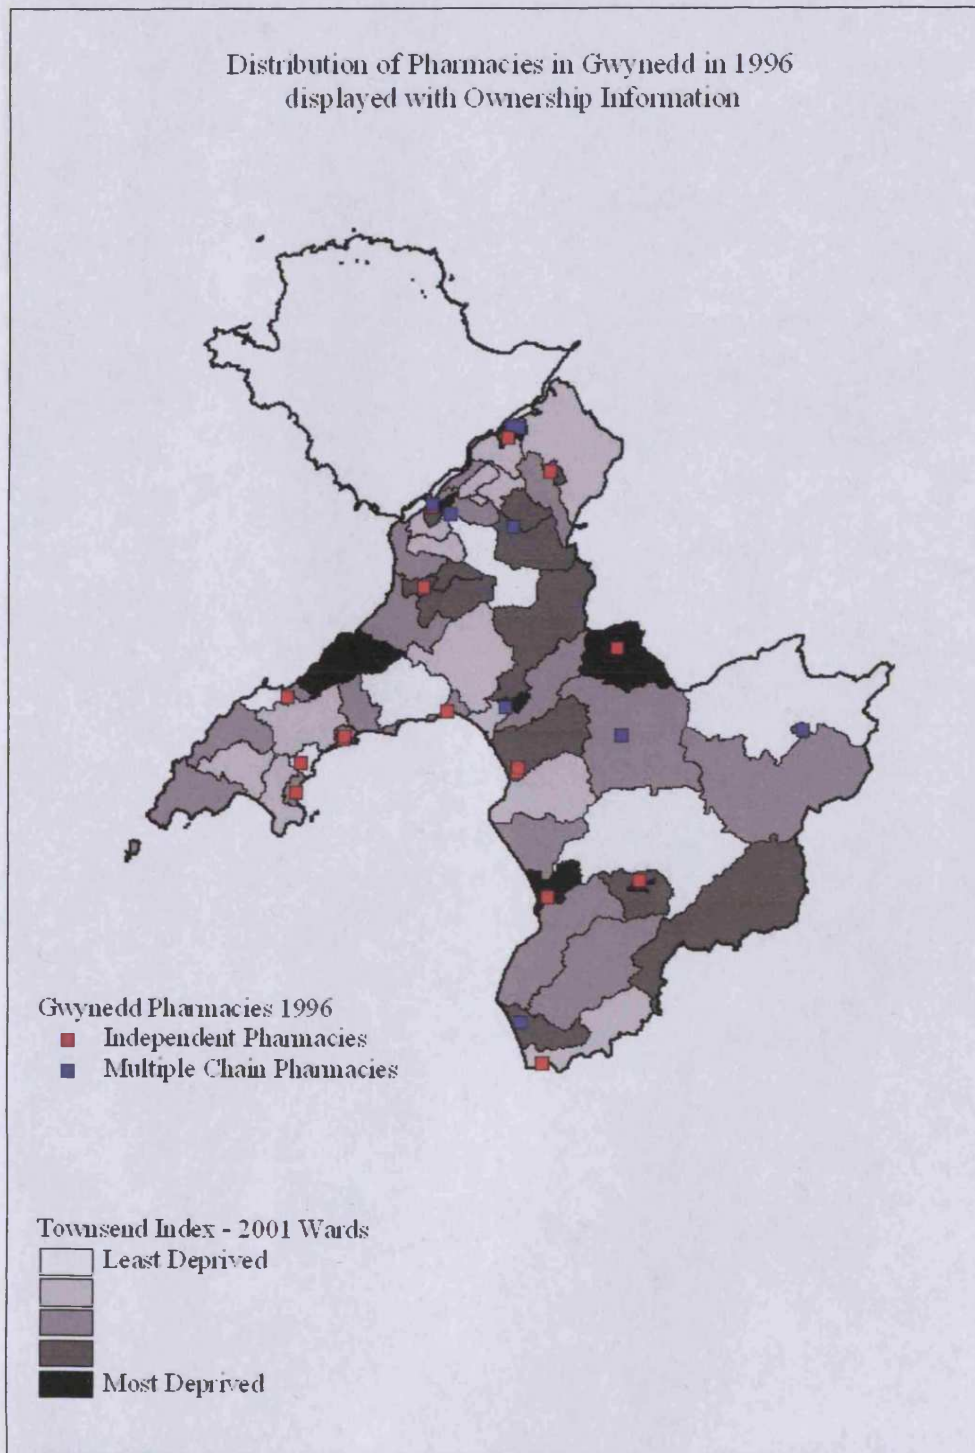 Distribution of Pharmacies in Gwynedd in 1996
displayed with Ownership Information
Gwynedd Pharmacies 1996
Independent Pharmacies
Multiple Chain Pharmacies
Townsend Index - 2001 Wards
Least Deprived
Most Deprived